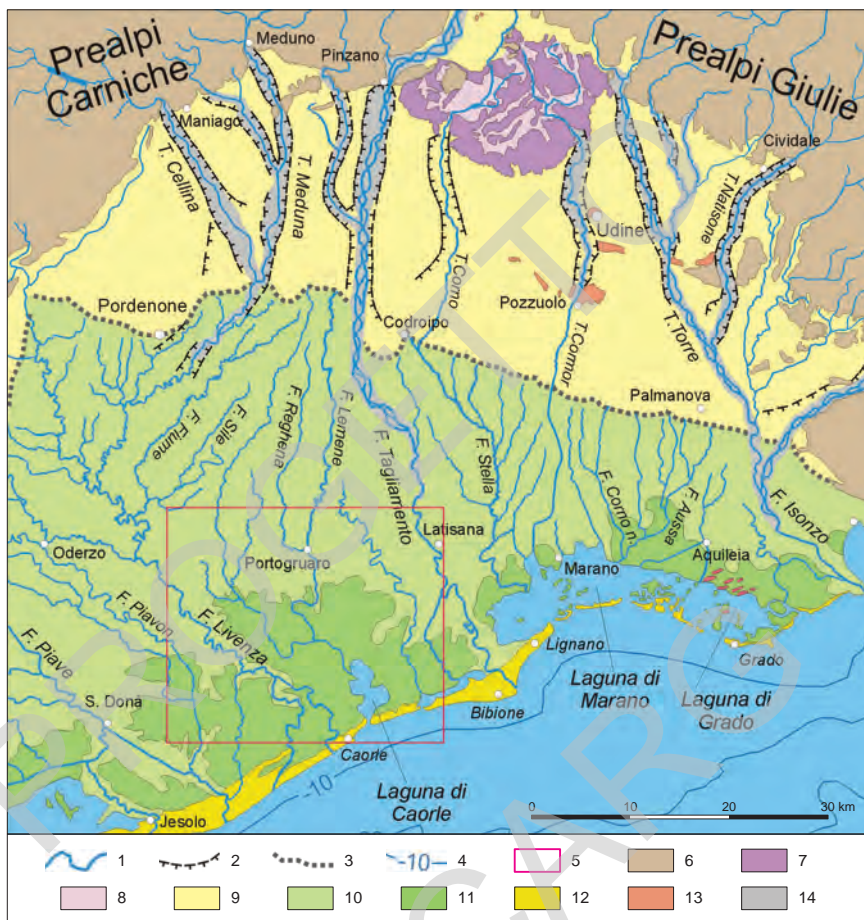 Prealpi
Carniche
Meduno
Pinzano
Prealpi Giulie
Maniago
Cividale
T. Cellina
T. Meduna
T. Natisone
Udine
T. Corno
Pordenone
Pozzuolo
Codroipo
T. Cormor
T. Torre
Palmanova
F. Fiume
F. Sile
F. Reghena
F. Lemene
F. Tagliamento
F. Stella
F. Corno n.
F. Aussa
F. Isonzo
Oderzo
Portogruaro
Latisana
Marano
Aquileia
F. Piavon
F. Livenza
F. Piave
S. Donà
Lignano
Grado
Bibione
Laguna di
Marano
Laguna di
Grado
Caorle
-10
Jesolo
Laguna di
Caorle
0 10 20 30 km
1 2 3 -10- 4 5 6 7
8 9 10 11 12 13 14
PROGETTO
CARG